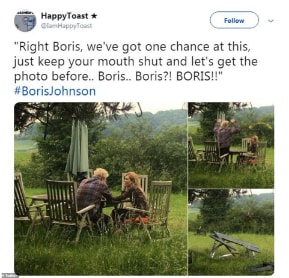 HappyToast ★
@IamHappyToast
Follow
"Right Boris, we've got one chance at this,
just keep your mouth shut and let's get the
photo before.. Boris.. Boris?! BORIS!!"
#BorisJohnson